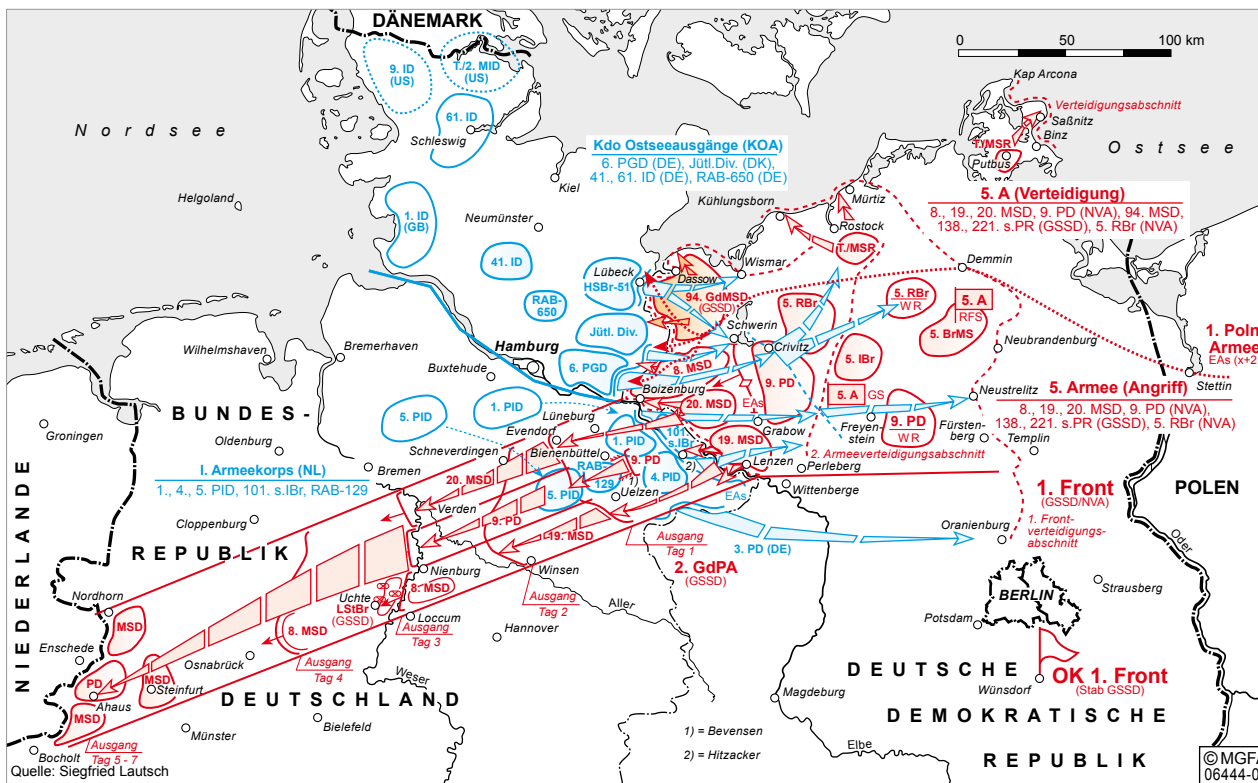 DÄNEMARK
0
50
100 km
9. ID
(US)
T./2. MID
(US)
Kap Arcona
Verteidigungsabschnitt
Saßnitz
Binz
T./MSR
Putbus
Nordsee
Ostsee
61. ID
Schleswig
Kdo Ostseeausgänge (KOA)
6. PGD (DE), Jütl.Div. (DK)
41., 61. ID (DE), RAB-650 (DE)
Kiel
Helgoland
Kühlungsborn
Mürtiz
Rostock
5. A (Verteidigung)
8., 19., 20. MSD, 9. PD (NVA), 94. MSD,
138., 221. s.PR (GSSD), 5. RBr (NVA)
1. ID
(GB)
Neumünster
41. ID
T./MSR
Lübeck
HSBr-51
Dassow
Wismar
Demmin
RAB-
650
94. GdMSD
(GSSD)
5. RBr
5. RBr
WR
5. A
RFS
5. BrMS
Jütl. Div.
Schwerin
Crivitz
Wilhelmshaven
Bremerhaven
Hamburg
6. PGD
8. MSD
5. IBr
Neubrandenburg
1. Poln
Armee
EAs (x+2
Stettin
Buxtehude
Boizenburg
9. PD
5. A
GS
Neustrelitz
5. Armee (Angriff)
8., 19., 20. MSD, 9. PD (NVA),
138., 221. s.PR (GSSD), 5. RBr (NVA)
BUNDES-
5. PID
1. PID
Lüneburg
20. MSD
EAs
Grabow
Freyen-
stein
9. PD
WR
Fürsten-
berg
Templin
Groningen
Oldenburg
Evendorf
Schneverdingen
Bienenbüttel
1. PID
101.
s.IBr
19. MSD
2)
Lenzen
Perleberg
2. Armeeverteidigungsabschnitt
I. Armeekorps (NL)
1., 4., 5. PID, 101. s.IBr, RAB-129
Bremen
20. MSD
9. PD
RAB-
129
1)
4. PID
5. PID
Uelzen
EAs
Wittenberge
1. Front
(GSSD/NVA)
1. Front-
verteidigungs-
abschnitt
POLEN
Verden
Cloppenburg
9. PD
19. MSD
Ausgang
Tag 1
3. PD (DE)
Oranienburg
Oder
REPUBLIK
2. GdPA
(GSSD)
NIEDERLANDE
Nienburg
Winsen
Strausberg
Nordhorn
Uchte
LStBr
(GSSD)
8. MSD
Ausgang
Tag 2
Aller
BERLIN
MSD
Loccum
Potsdam
Enschede
8. MSD
Ausgang
Tag 3
Hannover
Osnabrück
Ausgang
Tag 4
Weser
PD
MSD
Steinfurt
Ahaus
DEUTSCHLAND
DEUTSCHE
OK 1. Front
(Stab GSSD)
Wünsdorf
MSD
Magdeburg
DEMOKRATISCHE
Münster
Bielefeld
1) = Bevensen
2) = Hitzacker
Ausgang
Tag 5 - 7
Bocholt
Elbe
REPUBLIK
Quelle: Siegfried Lautsch
©MGFA
06444-0